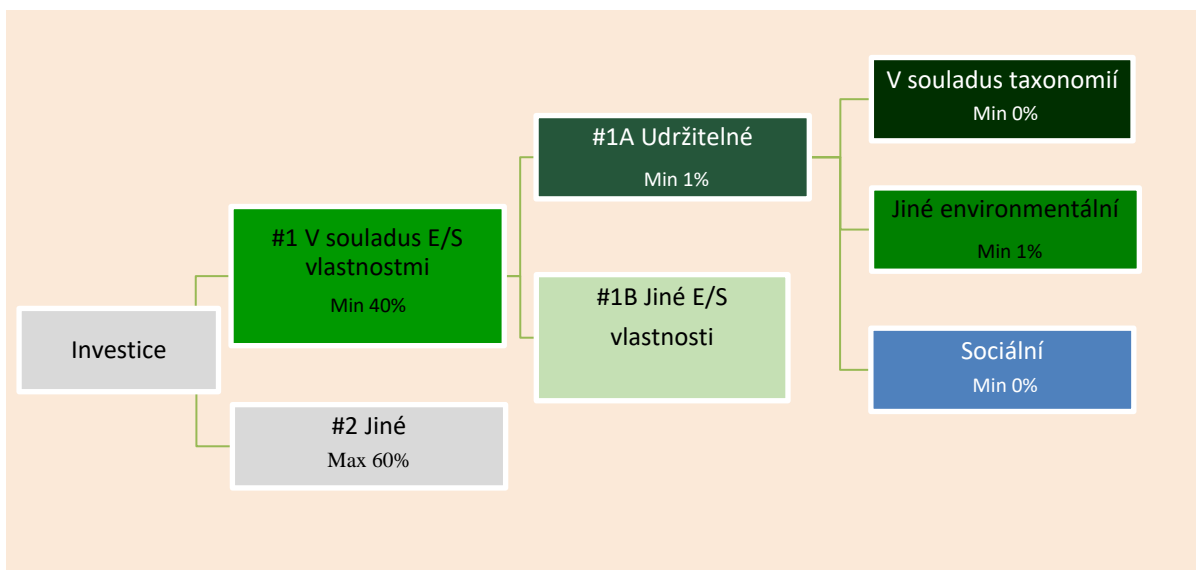 Investice
#1 V souladus E/S
vlastnostmi
Min 40%
#2 Jiné
Max 60%
#1A Udržitelné
Min 1%
#1B Jiné E/S
vlastnosti
V souladus taxonomií
Min 0%
Jiné environmentální
Min 1%
Sociální
Min 0%